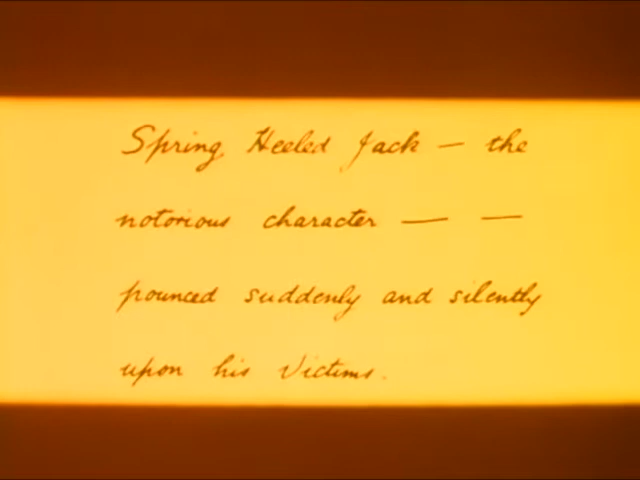 Spring Heeled Jack — the
notorious character — —
pounced suddenly and silently
upon his victims.